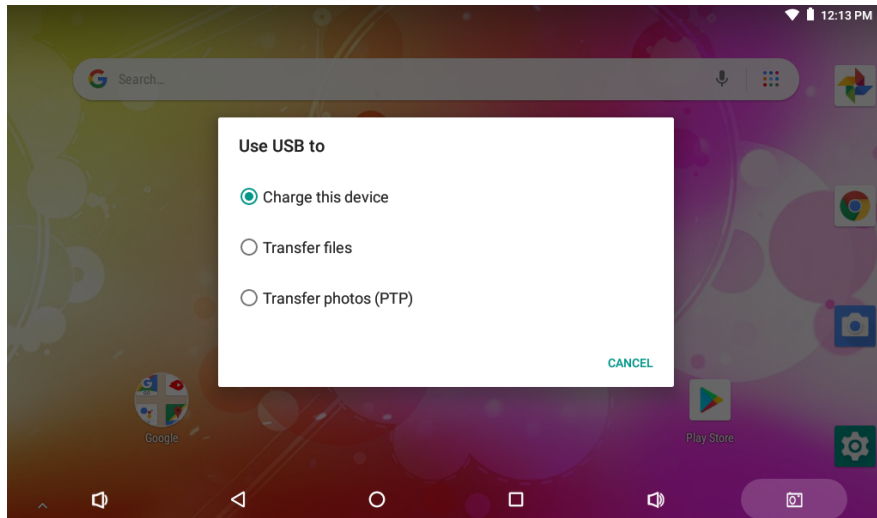 12:13 PM
Search...
Use USB to
Charge this device
Transfer files
Transfer photos (PTP)
CANCEL
Google
Play Store